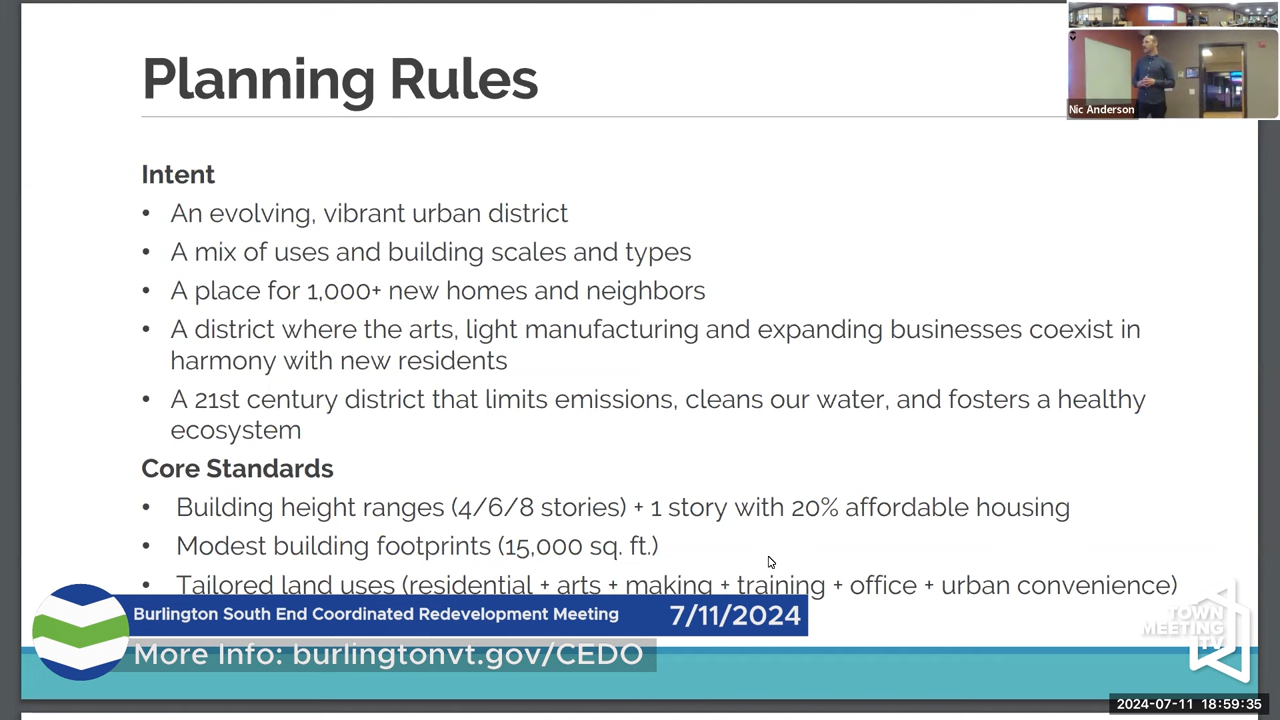 Planning Rules
Nic Anderson
Intent
• An evolving, vibrant urban district
• A mix of uses and building scales and types
• A place for 1,000+ new homes and neighbors
• A district where the arts, light manufacturing and expanding businesses coexist in
harmony with new residents
• A 21st century district that limits emissions, cleans our water, and fosters a healthy
ecosystem
Core Standards
• Building height ranges (4/6/8 stories) + 1 story with 20% affordable housing
• Modest building footprints (15,000 sq. ft.)
• Tailored land uses (residential + arts + making + training + office + urban convenience)
Burlington South End Coordinated Redevelopment Meeting 7/11/2024
More Info: burlingtonvt.gov/CEDO
TOWN
MEETING
TV
2024-07-11 18:59:35